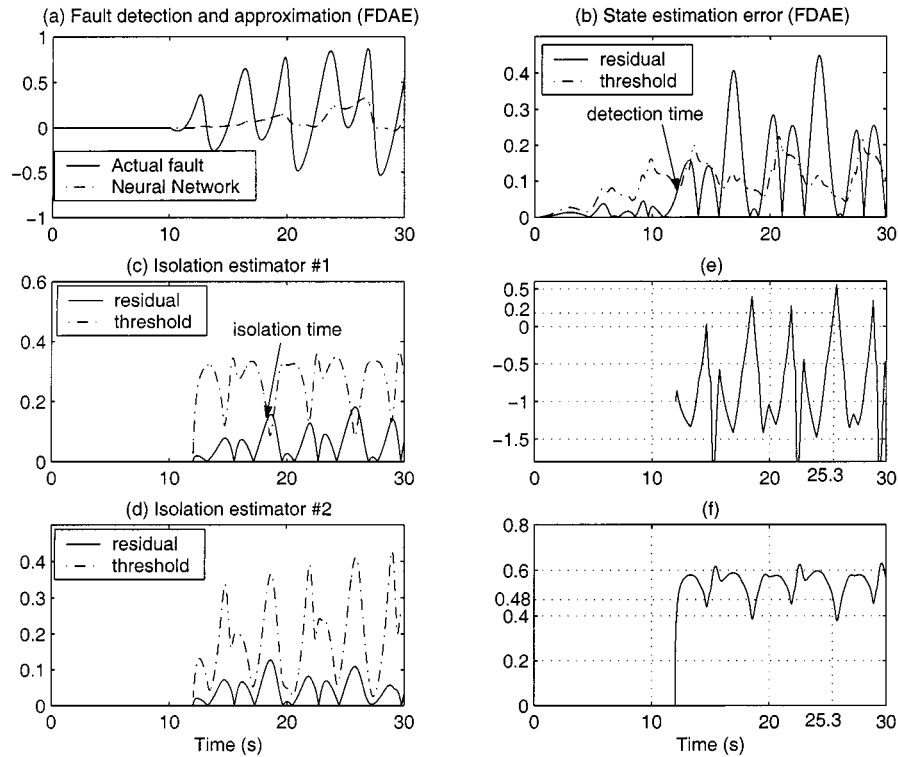 (a) Fault detection and approximation (FDAE)
1
0.5
0
−0.5
−1
Actual fault
Neural Network
0 10 20 30
(b) State estimation error (FDAE)
0.4
0.3
0.2
0.1
0
residual
threshold
detection time
0 10 20 30
(c) Isolation estimator #1
0.6
0.4
0.2
0
residual
threshold
isolation time
0 10 20 30
(e)
0.5
0.2
0
−0.5
−1
−1.5
0 10 20 30
25.3
(d) Isolation estimator #2
0.4
0.3
0.2
0.1
0
residual
threshold
0 10 20 30
Time (s)
(f)
0.8
0.6
0.48
0.4
0.2
0
0 10 20 30
25.3
Time (s)